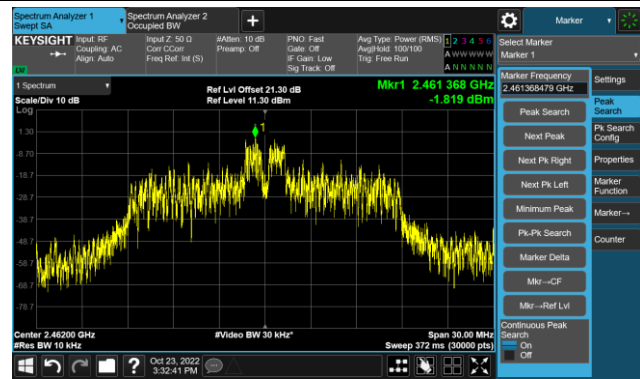 Spectrum Analyzer 1
Swept SA
Spectrum Analyzer 2
Occupied BW
Marker
KEYSIGHT
Input: RF
Coupling: AC
Align: Auto
Input Z: 50 Ω
Corr CCorr
Freq Ref: Int (S)
#Atten: 10 dB
Preamp: Off
PNO: Fast
Gate: Off
IF Gain: Low
Sig Track: Off
Avg Type: Power (RMS)
Avg|Hold: 100/100
Trig: Free Run
1 2 3 4 5 6
A W W W W W
A N N N N N
LW
Select Marker
Marker 1
1 Spectrum
Scale/Div 10 dB
Log
Ref Lvl Offset 21.30 dB
Ref Level 11.30 dBm
Mkr1 2.461 368 GHz
-1.819 dBm
1
1.30
-8.70
-18.7
-28.7
-38.7
-48.7
-58.7
-68.7
-78.7
Center 2.46200 GHz
#Res BW 10 kHz
#Video BW 30 kHz*
Span 30.00 MHz
Sweep 372 ms (30000 pts)
Marker Frequency
2.461368479 GHz
Peak Search
Next Peak
Next Pk Right
Next Pk Left
Minimum Peak
Pk-Pk Search
Marker Delta
Mkr→CF
Mkr→Ref Lvl
Continuous Peak
Search
On
Off
Settings
Peak
Search
Pk Search
Config
Properties
Marker
Function
Marker→
Counter
?
Oct 23, 2022
3:32:41 PM